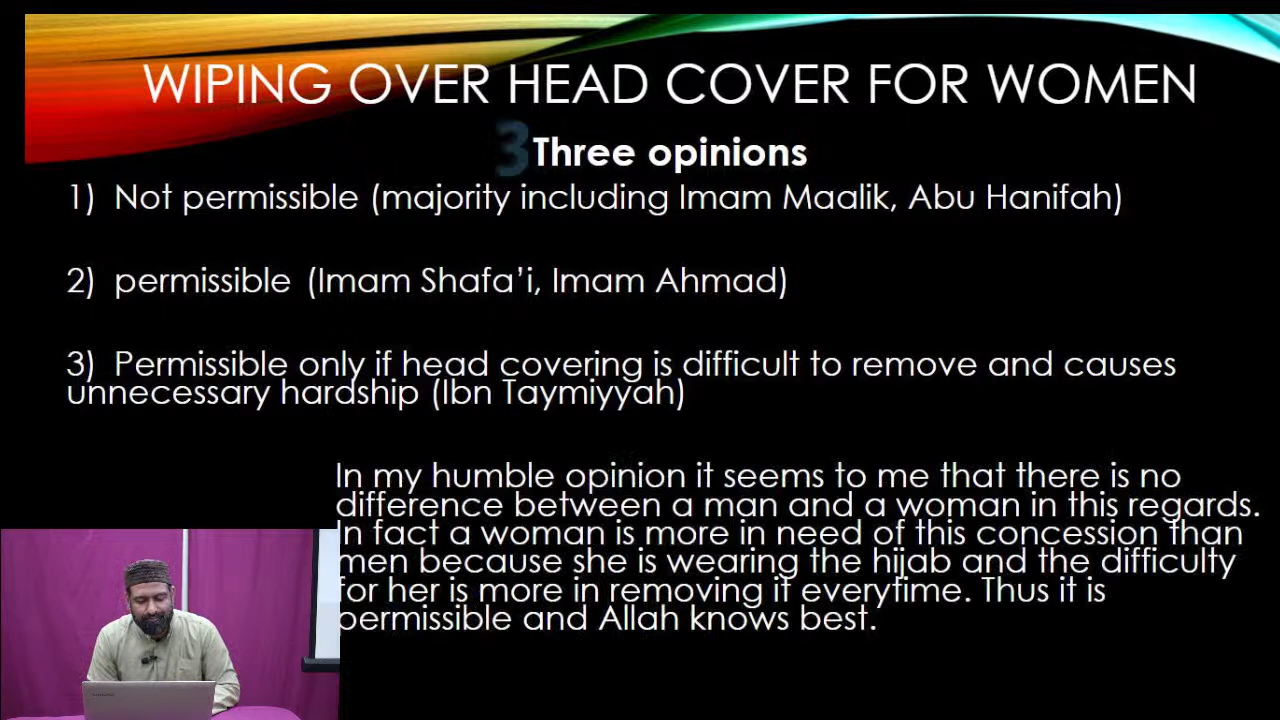 WIPING OVER HEAD COVER FOR WOMEN
3 Three opinions
1) Not permissible (majority including Imam Maalik, Abu Hanifah)
2) permissible (Imam Shafa’i, Imam Ahmad)
3) Permissible only if head covering is difficult to remove and causes
unnecessary hardship (Ibn Taymiyyah)
In my humble opinion it seems to me that there is no
difference between a man and a woman in this regards.
In fact a woman is more in need of this concession than
men because she is wearing the hijab and the difficulty
for her is more in removing it everytime. Thus it is
permissible and Allah knows best.